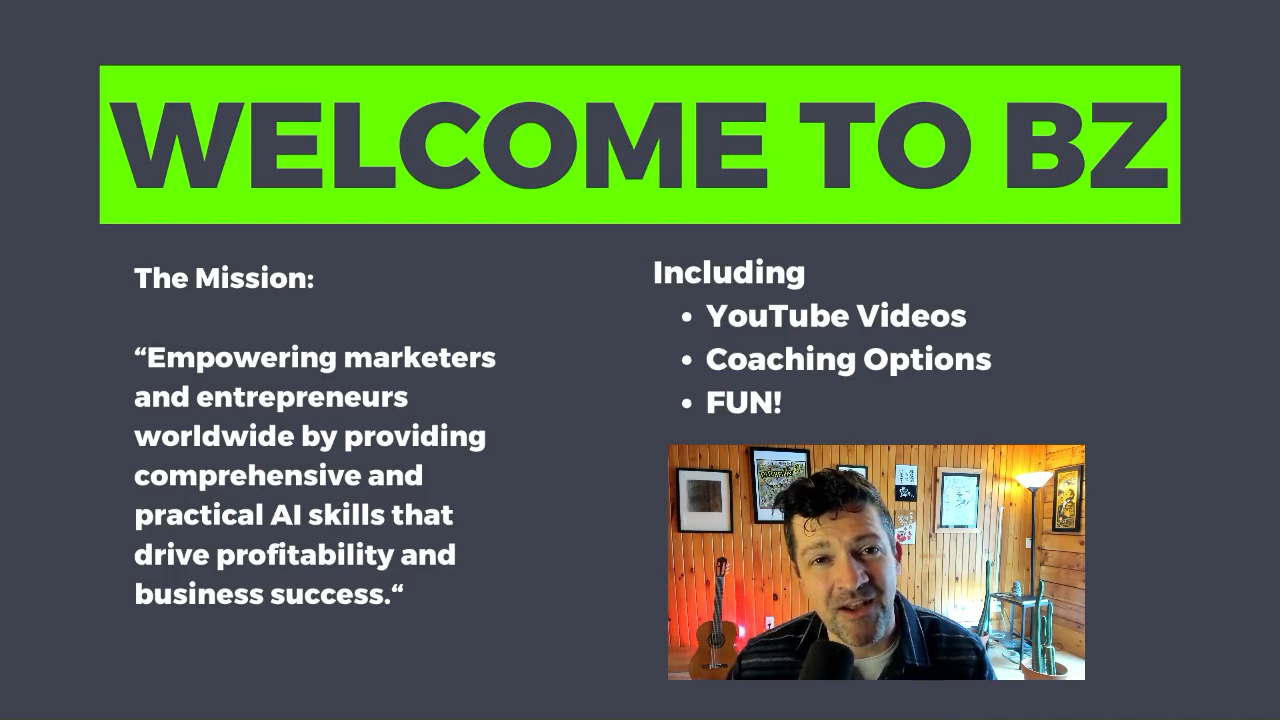 WELCOME TO BZ
The Mission:
“Empowering marketers
and entrepreneurs
worldwide by providing
comprehensive and
practical AI skills that
drive profitability and
business success.“
Including
• YouTube Videos
• Coaching Options
• FUN!